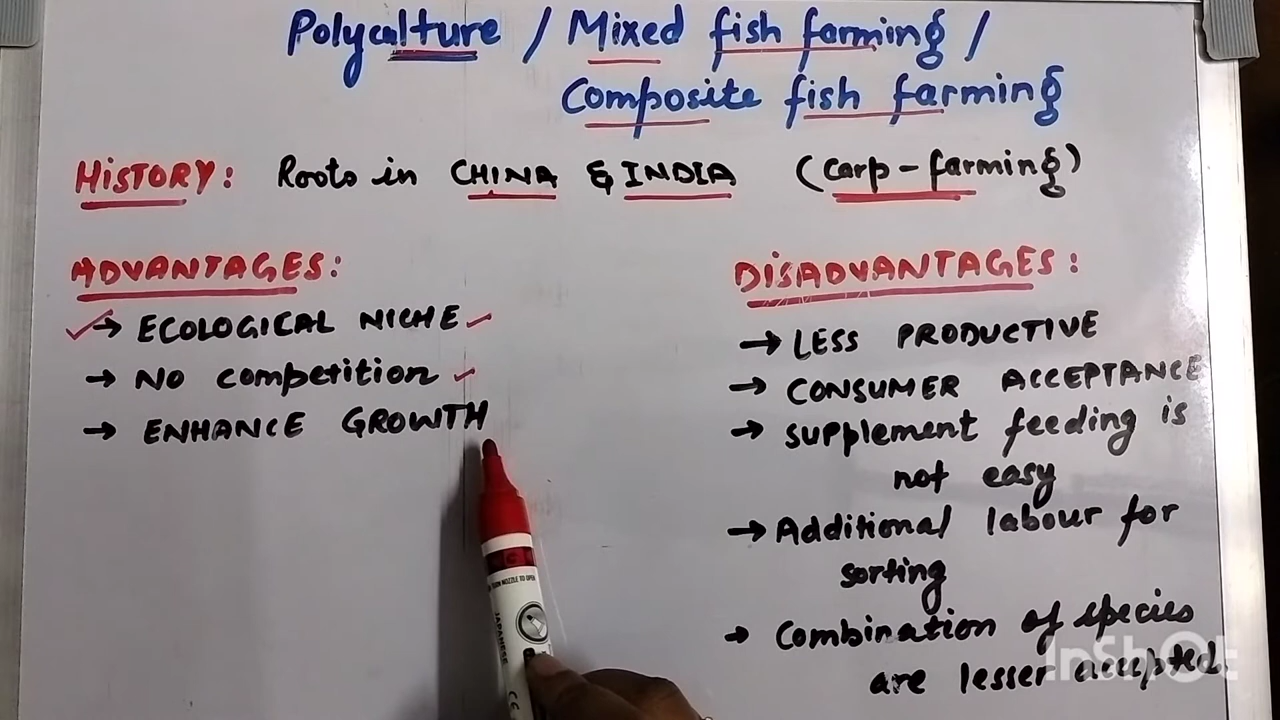 Polyculture / Mixed fish farming /
Composite fish farming
HISTORY: Roots in CHINA & INDIA (carp-farming)
ADVANTAGES:
→ ECOLOGICAL NICHE
→ No competition
→ ENHANCE GROWTH
DISADVANTAGES:
→ LESS PRODUCTIVE
→ CONSUMER ACCEPTANCE
→ supplement feeding is
not easy
→ Additional labour for
sorting
→ Combination of species
are lesser accepted.
InShOt
JAPANESE